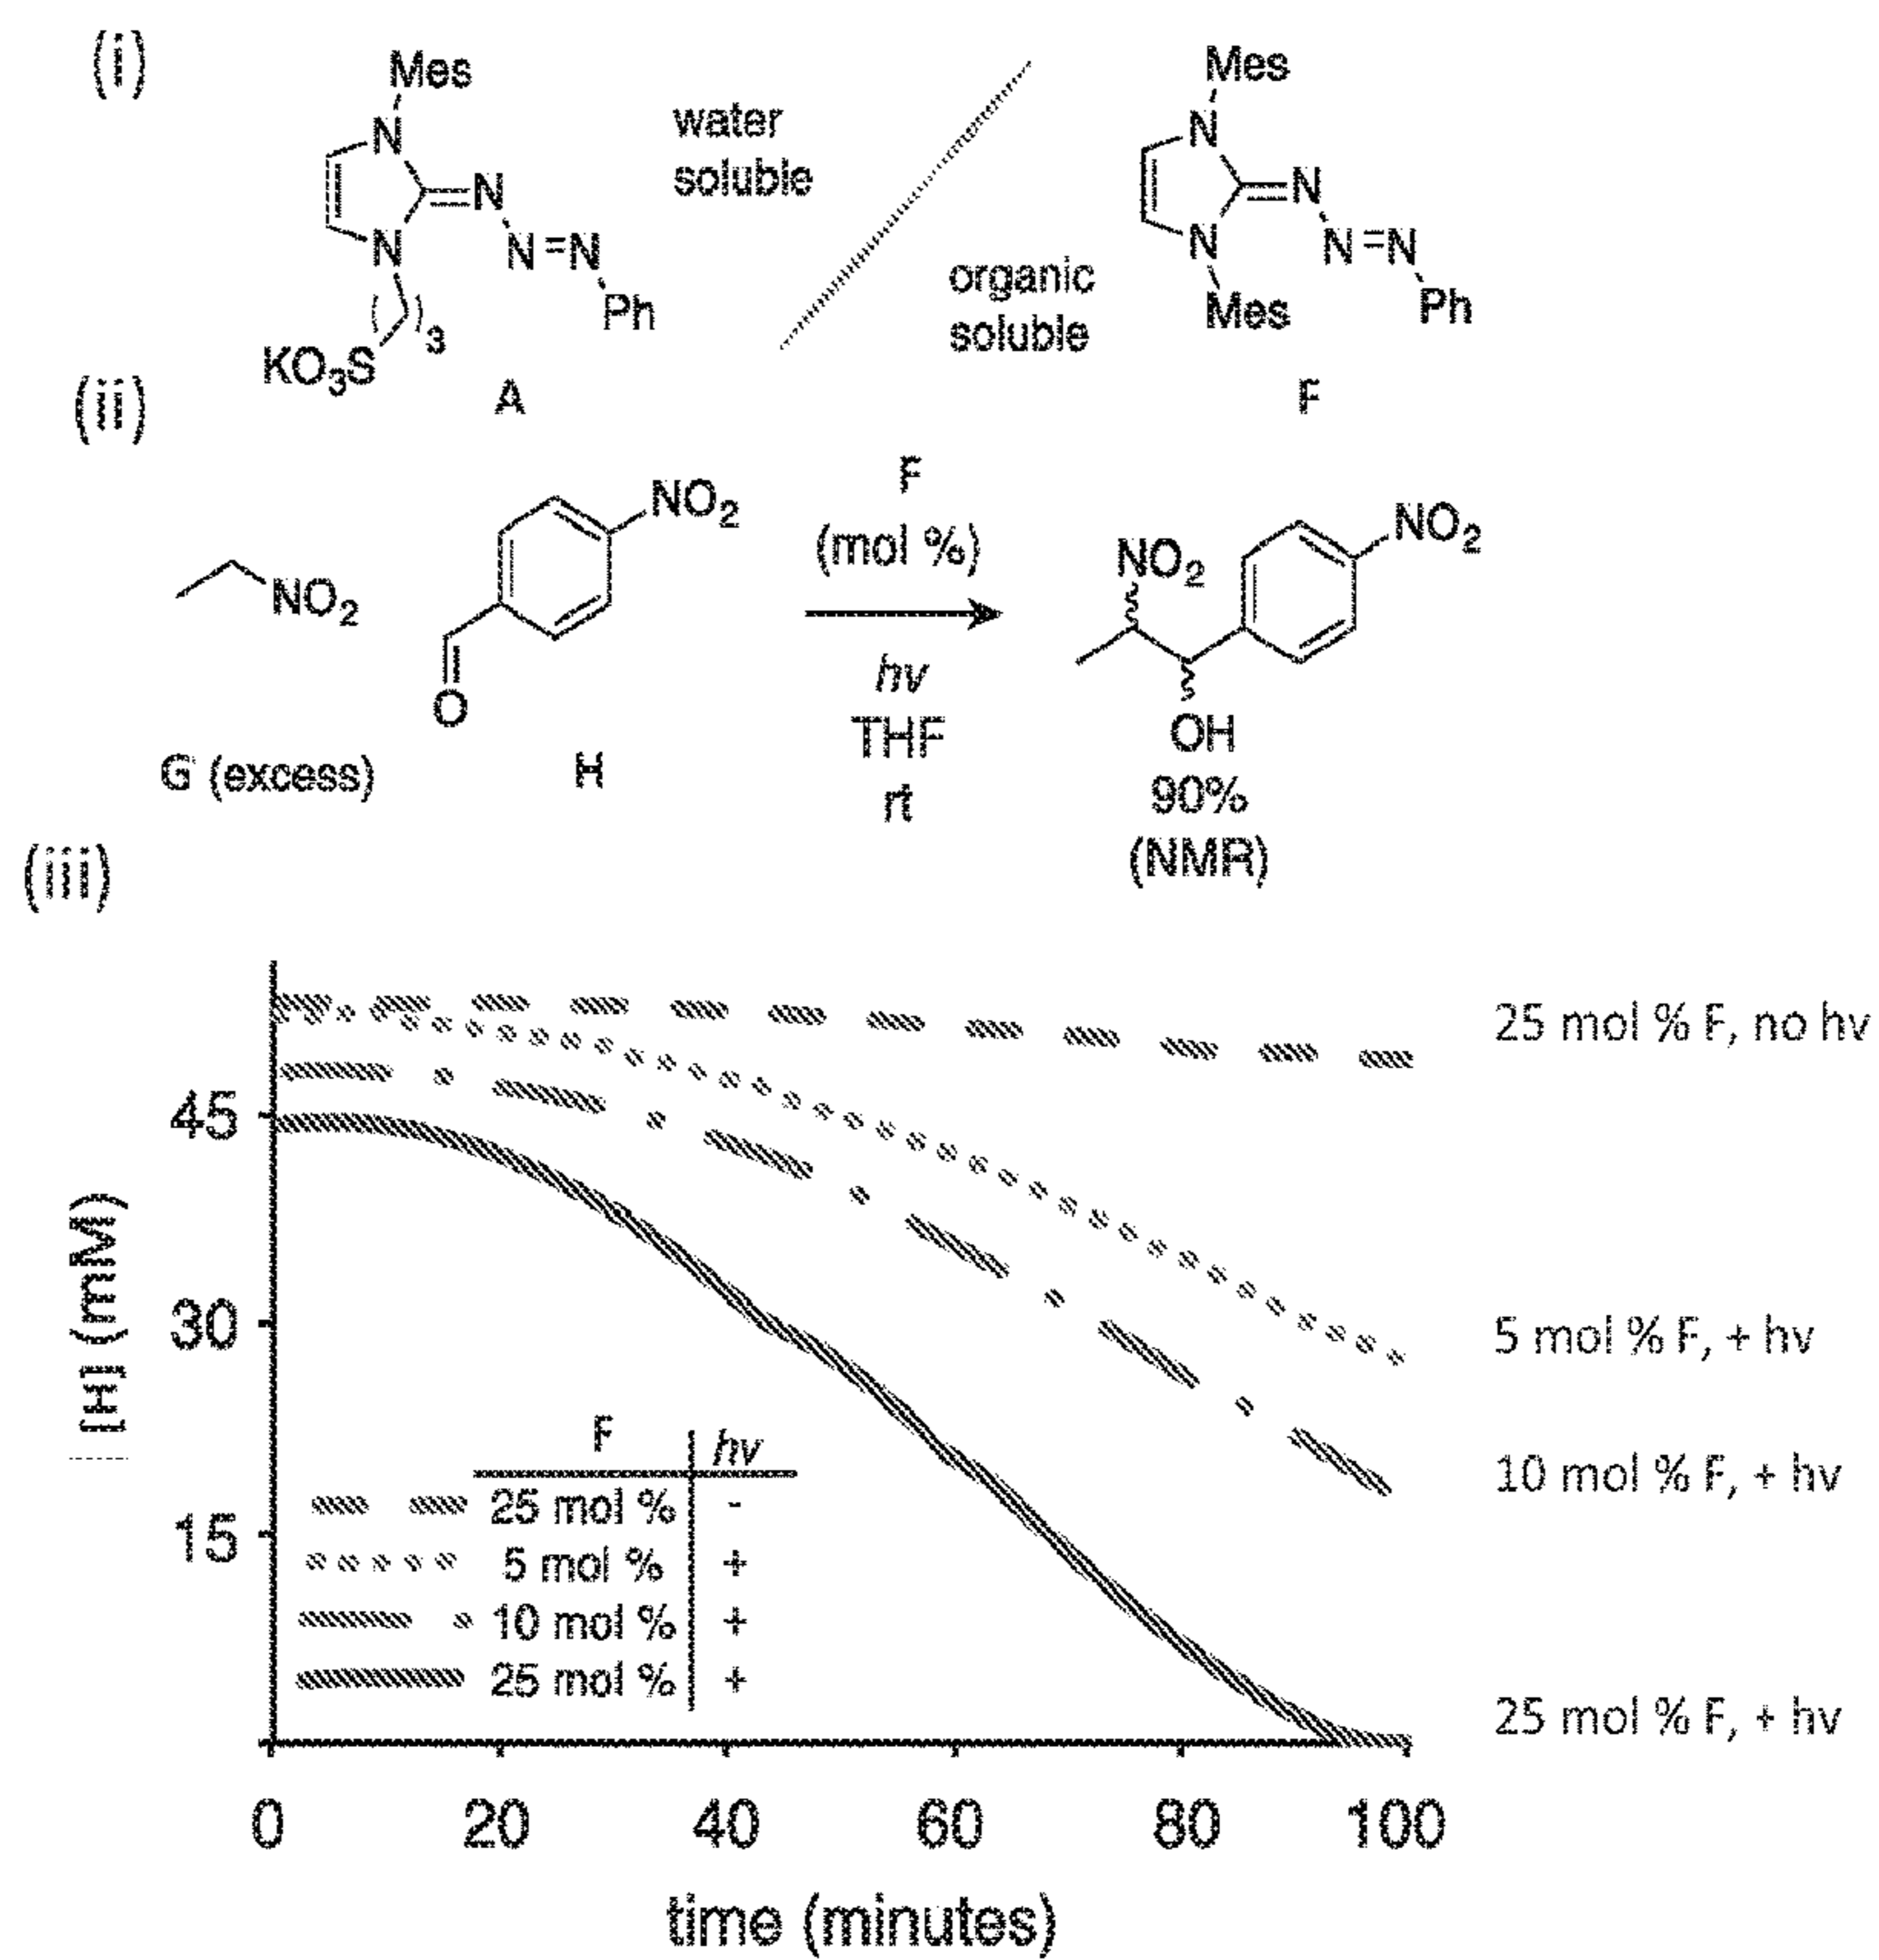 (i)
Mes
N
N
N
N=N
Ph
( )3
KO3S
A
water
soluble
organic
soluble
Mes
N
N
N
N=N
Mes
Ph
F
(ii)
NO2
G (excess)
NO2
O
H
F
(mol %)
hv
THF
rt
NO2
NO2
OH
90%
(NMR)
(iii)
[H] (mM)
45
30
15
F hv
25 mol % -
5 mol % +
10 mol % +
25 mol % +
25 mol % F, no hv
5 mol % F, + hv
10 mol % F, + hv
25 mol % F, + hv
0 20 40 60 80 100
time (minutes)